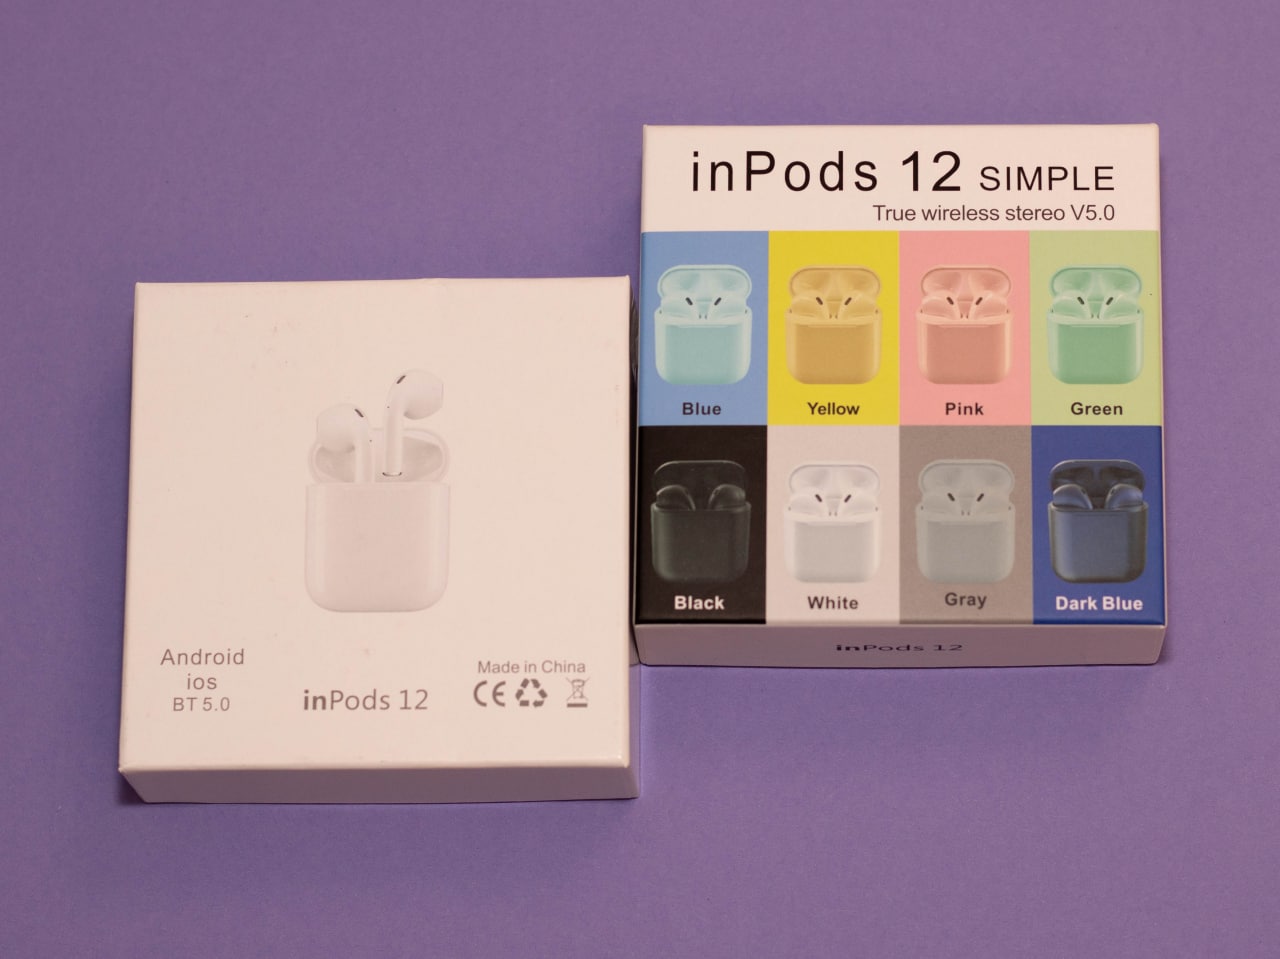 Android
ios
BT 5.0
inPods 12
Made in China
CE
inPods 12 SIMPLE
True wireless stereo V5.0
Blue
Yellow
Pink
Green
Black
White
Gray
Dark Blue
inPods 12